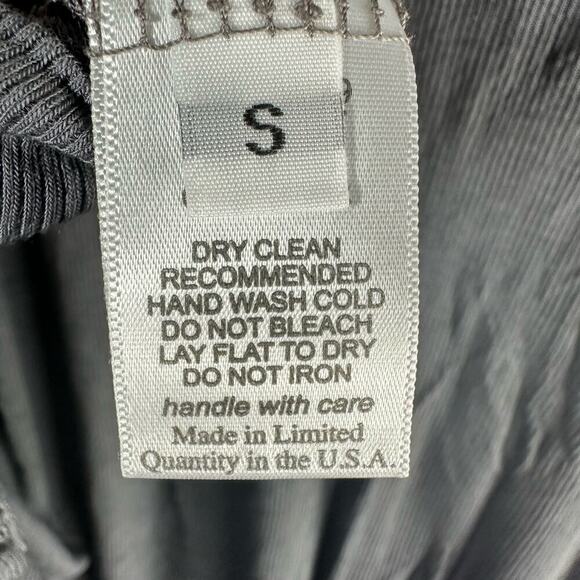 S
DRY CLEAN
RECOMMENDED
HAND WASH COLD
DO NOT BLEACH
LAY FLAT TO DRY
DO NOT IRON
handle with care
Made in Limited
Quantity in the U.S.A.